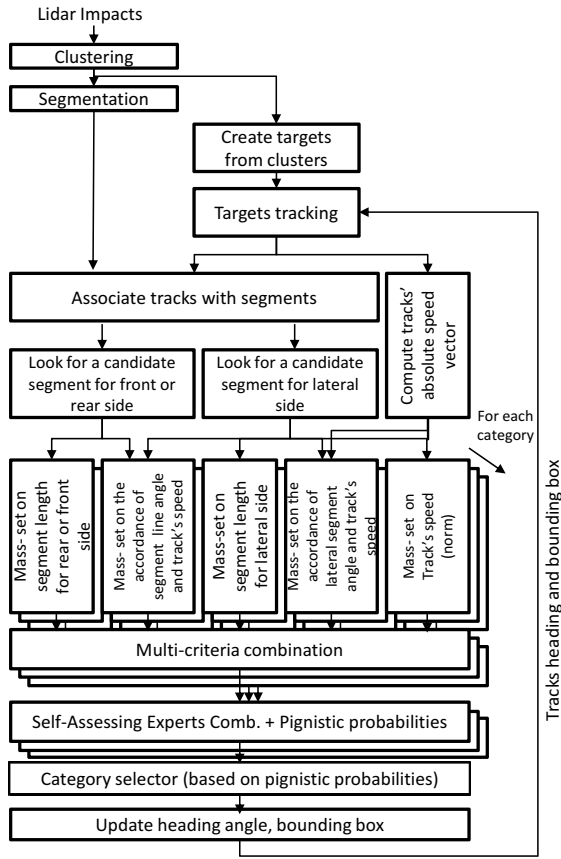 Lidar Impacts
Clustering
Segmentation
Create targets
from clusters
Targets tracking
Associate tracks with segments
Compute tracks'
absolute speed
vector
Look for a candidate
segment for front or
rear side
Look for a candidate
segment for lateral
side
For each
category
Mass- set on
segment length
for rear or front
side
Mass- set on the
accordance of
segment line angle
and track's speed
Mass-set on
segment length
for lateral side
Mass- set on the
accordance of
lateral segment
angle and track's
speed
Mass- set on
Track's speed
(norm)
Multi-criteria combination
Self-Assessing Experts Comb. + Pignistic probabilities
Category selector (based on pignistic probabilities)
Update heading angle, bounding box
Tracks heading and bounding box